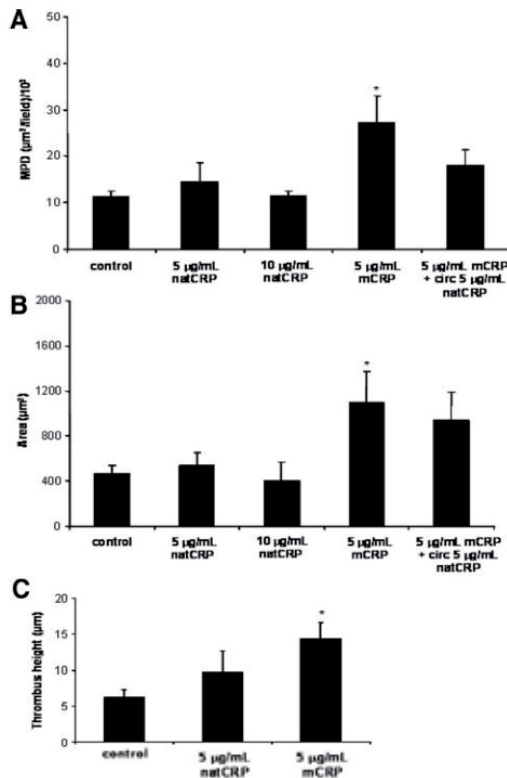 A
MPD (µm²/field)/10²
50
40
30
20
10
0
*
control
5 µg/mL
natCRP
10 µg/mL
natCRP
5 µg/mL
mCRP
5 µg/mL mCRP
+ circ 5 µg/mL
natCRP
B
Area (µm²)
2000
1600
1200
800
400
0
*
control
5 µg/mL
natCRP
10 µg/mL
natCRP
5 µg/mL
mCRP
5 µg/mL mCRP
+ circ 5 µg/mL
natCRP
C
Thrombus height (µm)
20
15
10
5
0
*
control
5 µg/mL
natCRP
5 µg/mL
mCRP